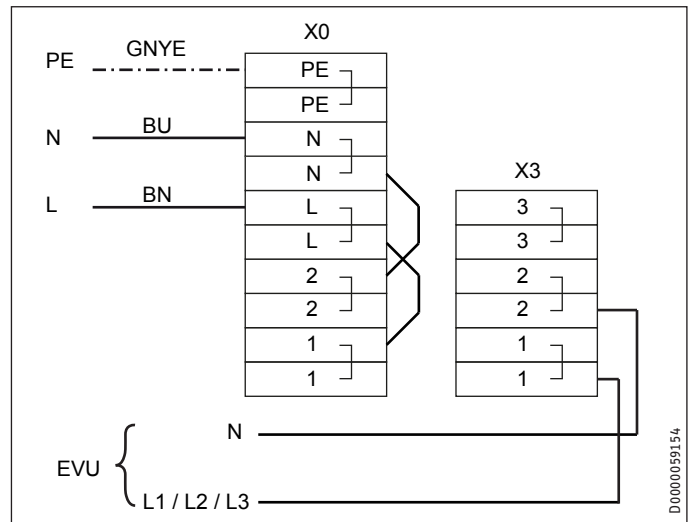 X0
PE GNYE
PE
PE
N BU
N
N
L BN
L
L
2
2
1
1
X3
3
3
2
2
1
1
N
EVU
L1 / L2 / L3
D0000059154